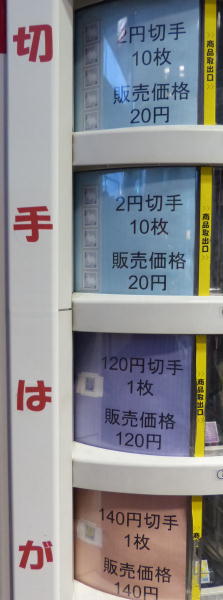 切手はが
2円切手
10枚
販売価格
20円
商品取出口
2円切手
10枚
販売価格
20円
商品取出口
120円切手
1枚
販売価格
120円
商品取出口
140円切手
1枚
販売価格
140円